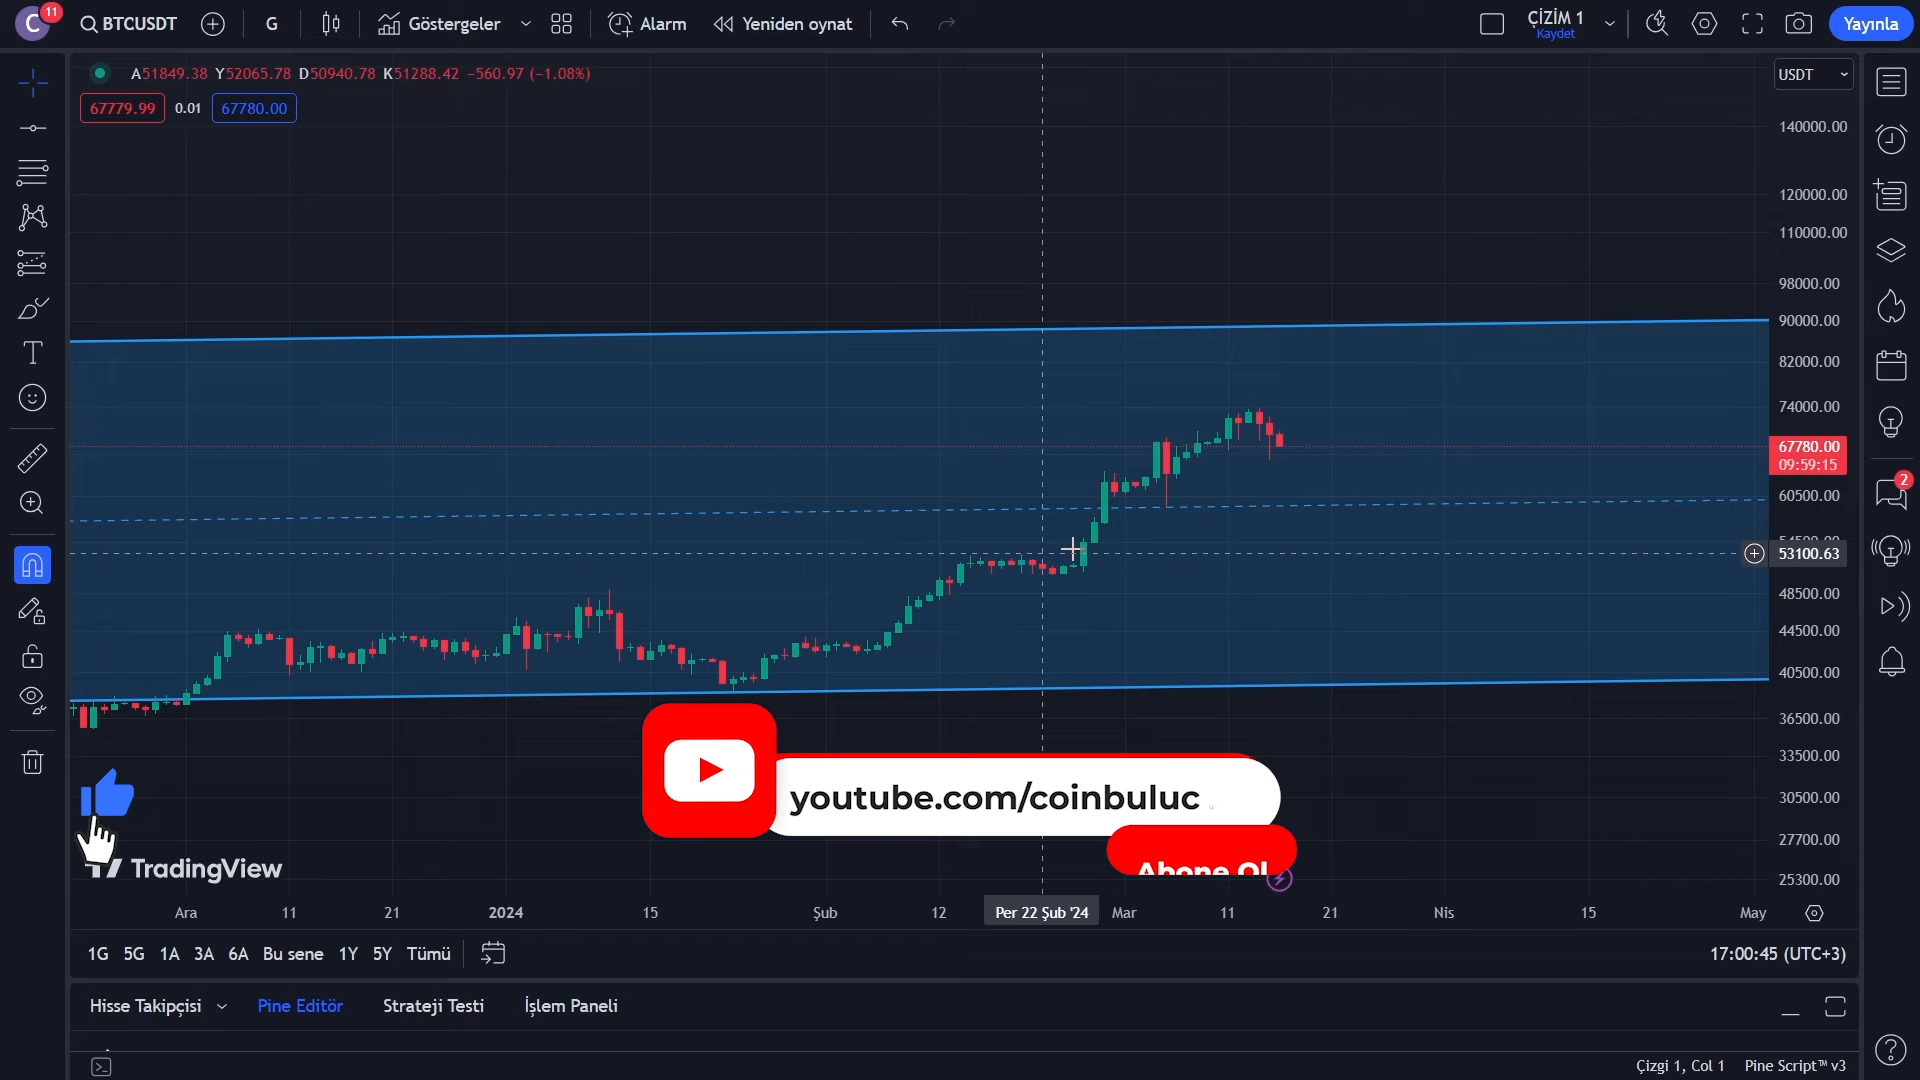 C 11 BTCUSDT G Göstergeler Alarm Yeniden oynat ÇİZİM 1 Yayınla
Kaydet
A51849.38 Y52065.78 D50940.78 K51288.42 -560.97 (-1.08%)
USDT
67779.99 0.01 67780.00
140000.00
120000.00
110000.00
98000.00
90000.00
82000.00
74000.00
67780.00
09:59:15
60500.00
2
53100.63
48500.00
44500.00
40500.00
36500.00
33500.00
30500.00
27700.00
25300.00
youtube.com/coinbuluc
Abone Ol
TradingView
Ara 11 21 2024 15 Şub 12 Per 22 Şub '24 Mar 11 21 Nis 15 May
1G 5G 1A 3A 6A Bu sene 1Y 5Y Tümü 17:00:45 (UTC+3)
Hisse Takipçisi Pine Editör Strateji Testi İşlem Paneli
Çizgi 1, Col 1 Pine Script™ v3